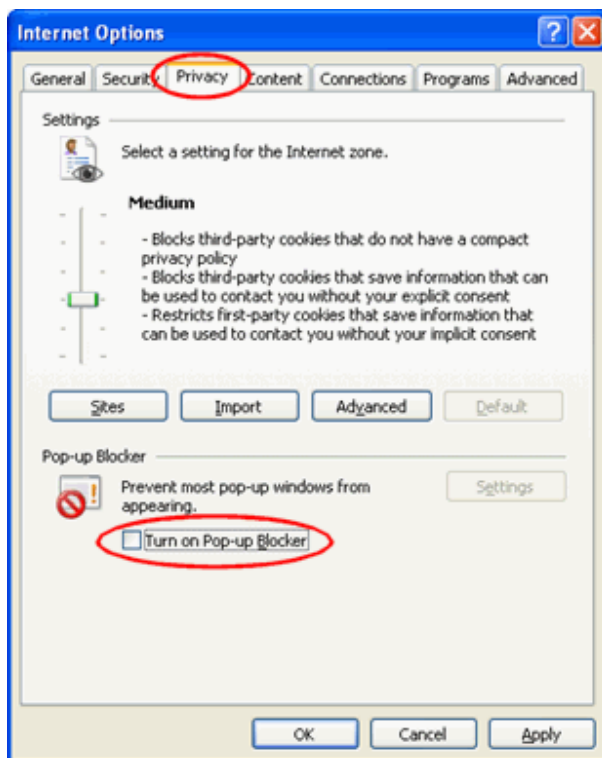 Internet Options
General Security Privacy Content Connections Programs Advanced
Settings
Select a setting for the Internet zone.
Medium
- Blocks third-party cookies that do not have a compact
privacy policy
- Blocks third-party cookies that save information that can
be used to contact you without your explicit consent
- Restricts first-party cookies that save information that
can be used to contact you without your implicit consent
Sites Import Advanced Default
Pop-up Blocker
Prevent most pop-up windows from
appearing.
Settings
Turn on Pop-up Blocker
OK Cancel Apply